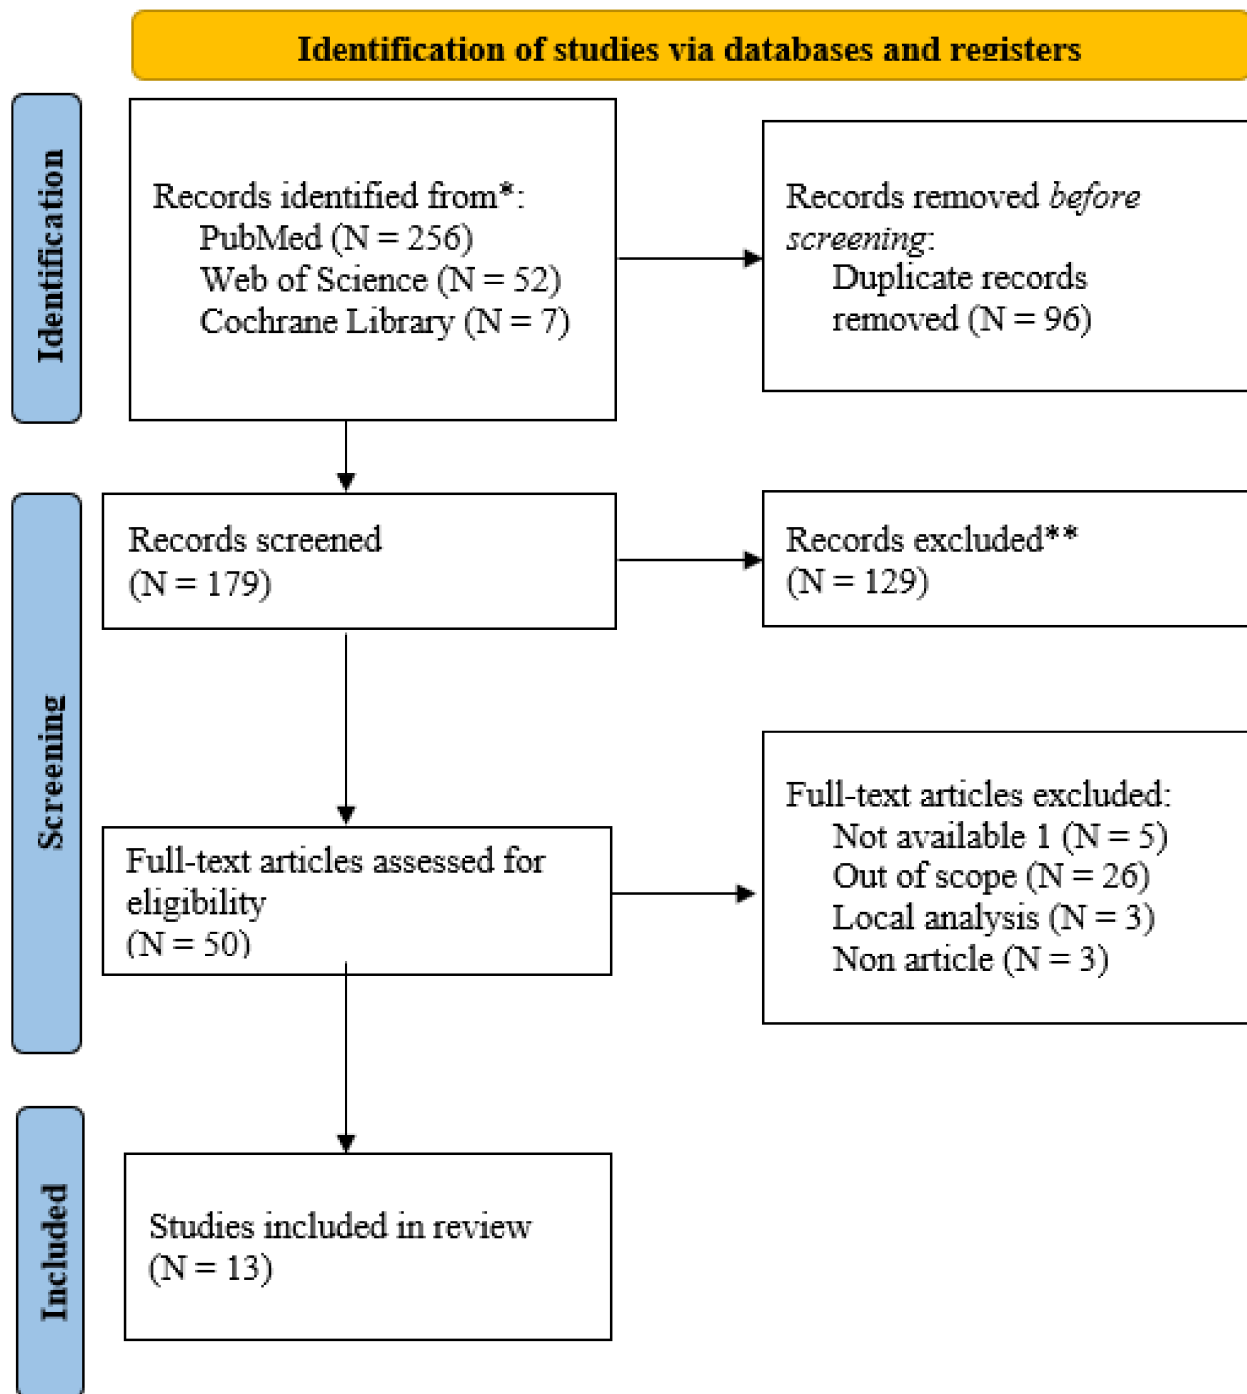 Identification of studies via databases and registers
Identification
Records identified from*:
PubMed (N = 256)
Web of Science (N = 52)
Cochrane Library (N = 7)
Records removed before
screening:
Duplicate records
removed (N = 96)
Screening
Records screened
(N = 179)
Records excluded**
(N = 129)
Full-text articles assessed for
eligibility
(N = 50)
Full-text articles excluded:
Not available 1 (N = 5)
Out of scope (N = 26)
Local analysis (N = 3)
Non article (N = 3)
Included
Studies included in review
(N = 13)